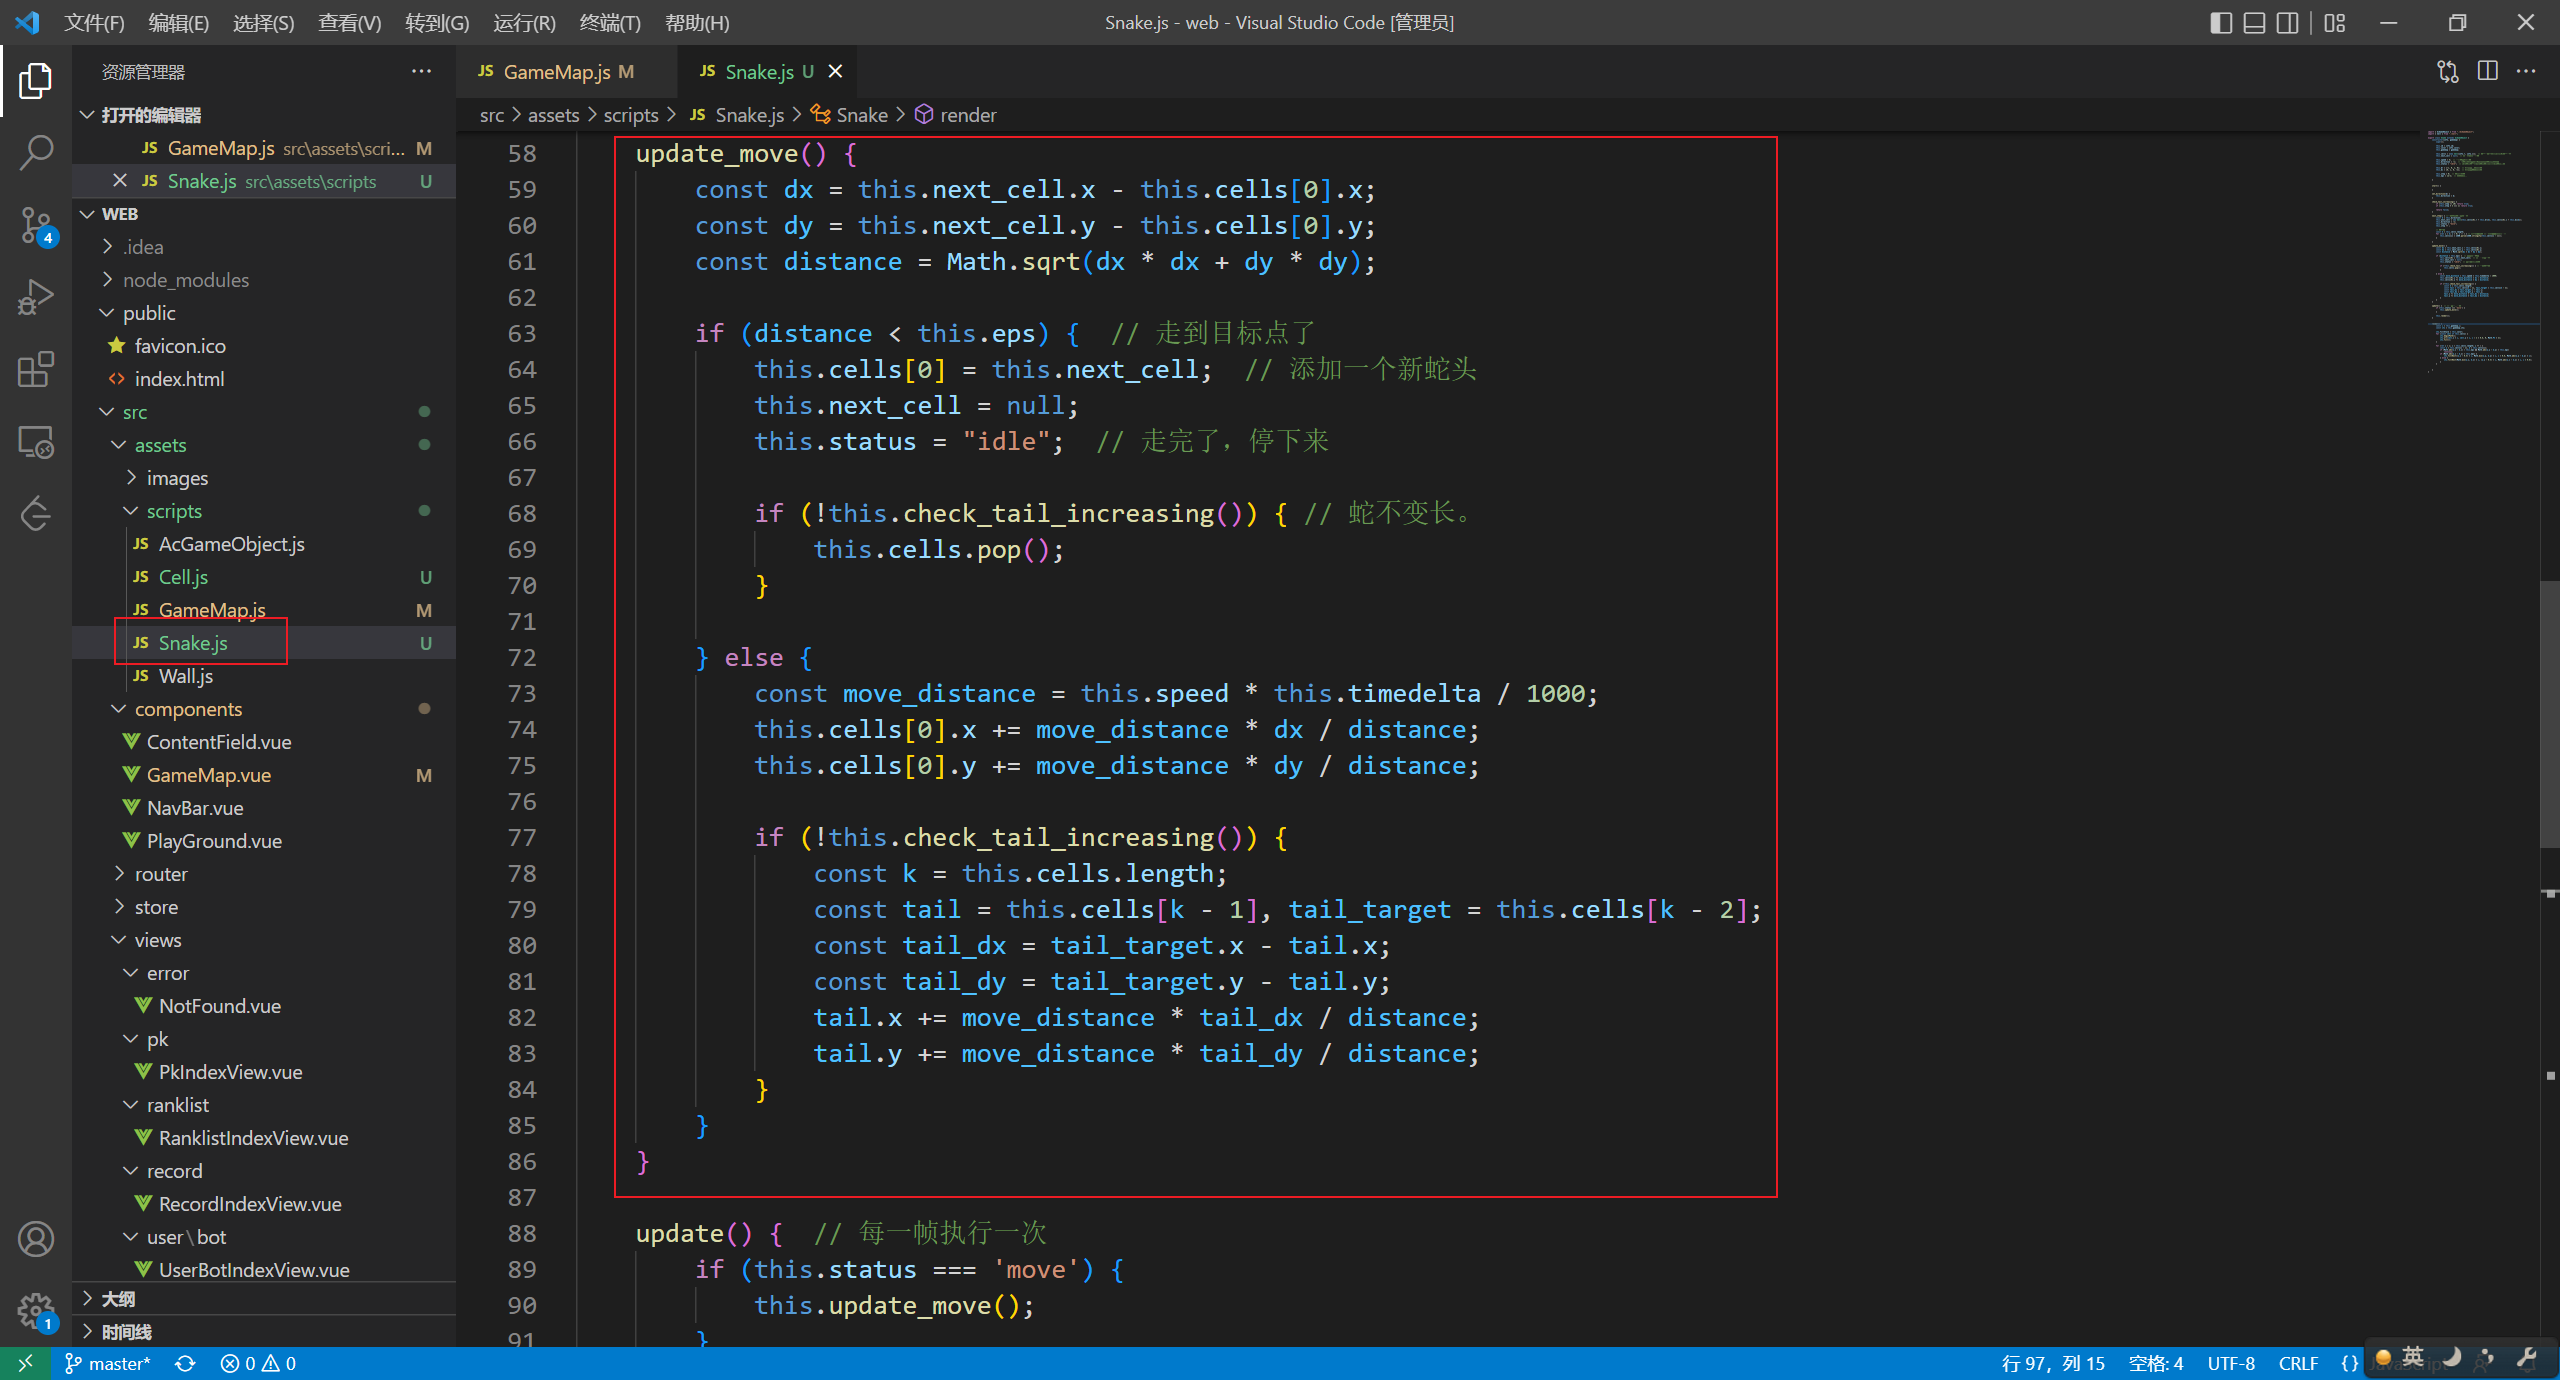 文件(F) 编辑(E) 选择(S) 查看(V) 转到(G) 运行(R) 终端(T) 帮助(H) Snake.js - web - Visual Studio Code [管理员]
资源管理器
打开的编辑器
JS GameMap.js src\assets\scri... M
JS Snake.js src\assets\scripts U
4
WEB
.idea
node_modules
public
favicon.ico
index.html
src
assets
images
scripts
JS AcGameObject.js
JS Cell.js U
JS GameMap.js M
JS Snake.js U
JS Wall.js
components
ContentField.vue
GameMap.vue M
NavBar.vue
PlayGround.vue
router
store
views
error
NotFound.vue
pk
PkIndexView.vue
ranklist
RanklistIndexView.vue
record
RecordIndexView.vue
user\bot
UserBotIndexView.vue
大纲
1
时间线
JS GameMap.js M JS Snake.js U
src > assets > scripts > JS Snake.js > Snake > render
58 update_move() {
59 const dx = this.next_cell.x - this.cells[0].x;
60 const dy = this.next_cell.y - this.cells[0].y;
61 const distance = Math.sqrt(dx * dx + dy * dy);
62
63 if (distance < this.eps) { // 走到目标点了
64 this.cells[0] = this.next_cell; // 添加一个新蛇头
65 this.next_cell = null;
66 this.status = "idle"; // 走完了，停下来
67
68 if (!this.check_tail_increasing()) { // 蛇不变长。
69 this.cells.pop();
70 }
71
72 } else {
73 const move_distance = this.speed * this.timedelta / 1000;
74 this.cells[0].x += move_distance * dx / distance;
75 this.cells[0].y += move_distance * dy / distance;
76
77 if (!this.check_tail_increasing()) {
78 const k = this.cells.length;
79 const tail = this.cells[k - 1], tail_target = this.cells[k - 2];
80 const tail_dx = tail_target.x - tail.x;
81 const tail_dy = tail_target.y - tail.y;
82 tail.x += move_distance * tail_dx / distance;
83 tail.y += move_distance * tail_dy / distance;
84 }
85 }
86 }
87
88 update() { // 每一帧执行一次
89 if (this.status === 'move') {
90 this.update_move();
91 }
master* 0 0 行 97，列 15 空格: 4 UTF-8 CRLF {} 英